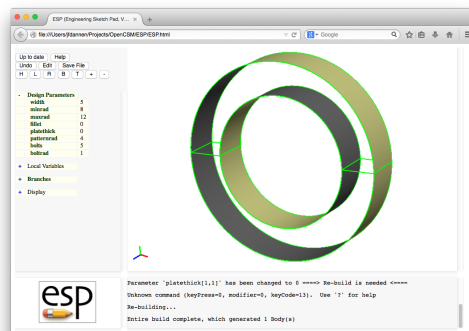 ESP (Engineering Sketch Pad, V...
file:///Users/jfdannen/Projects/OpenCSM/ESP/ESP.html
Google
Up to date Help
Undo Edit Save File
H L R B T + -
- Design Parameters
width 5
minrad 8
maxrad 12
fillet 0
platethick 0
patternrad 4
bolts 5
boltrad 1
+ Local Variables
+ Branches
+ Display
esp
Parameter 'platethick[1,1]' has been changed to 0 ====> Re-build is needed <====
Unknown command (keyPress=0, modifier=0, keyCode=13). Use '?' for help
Re-building...
Entire build complete, which generated 1 Body(s)